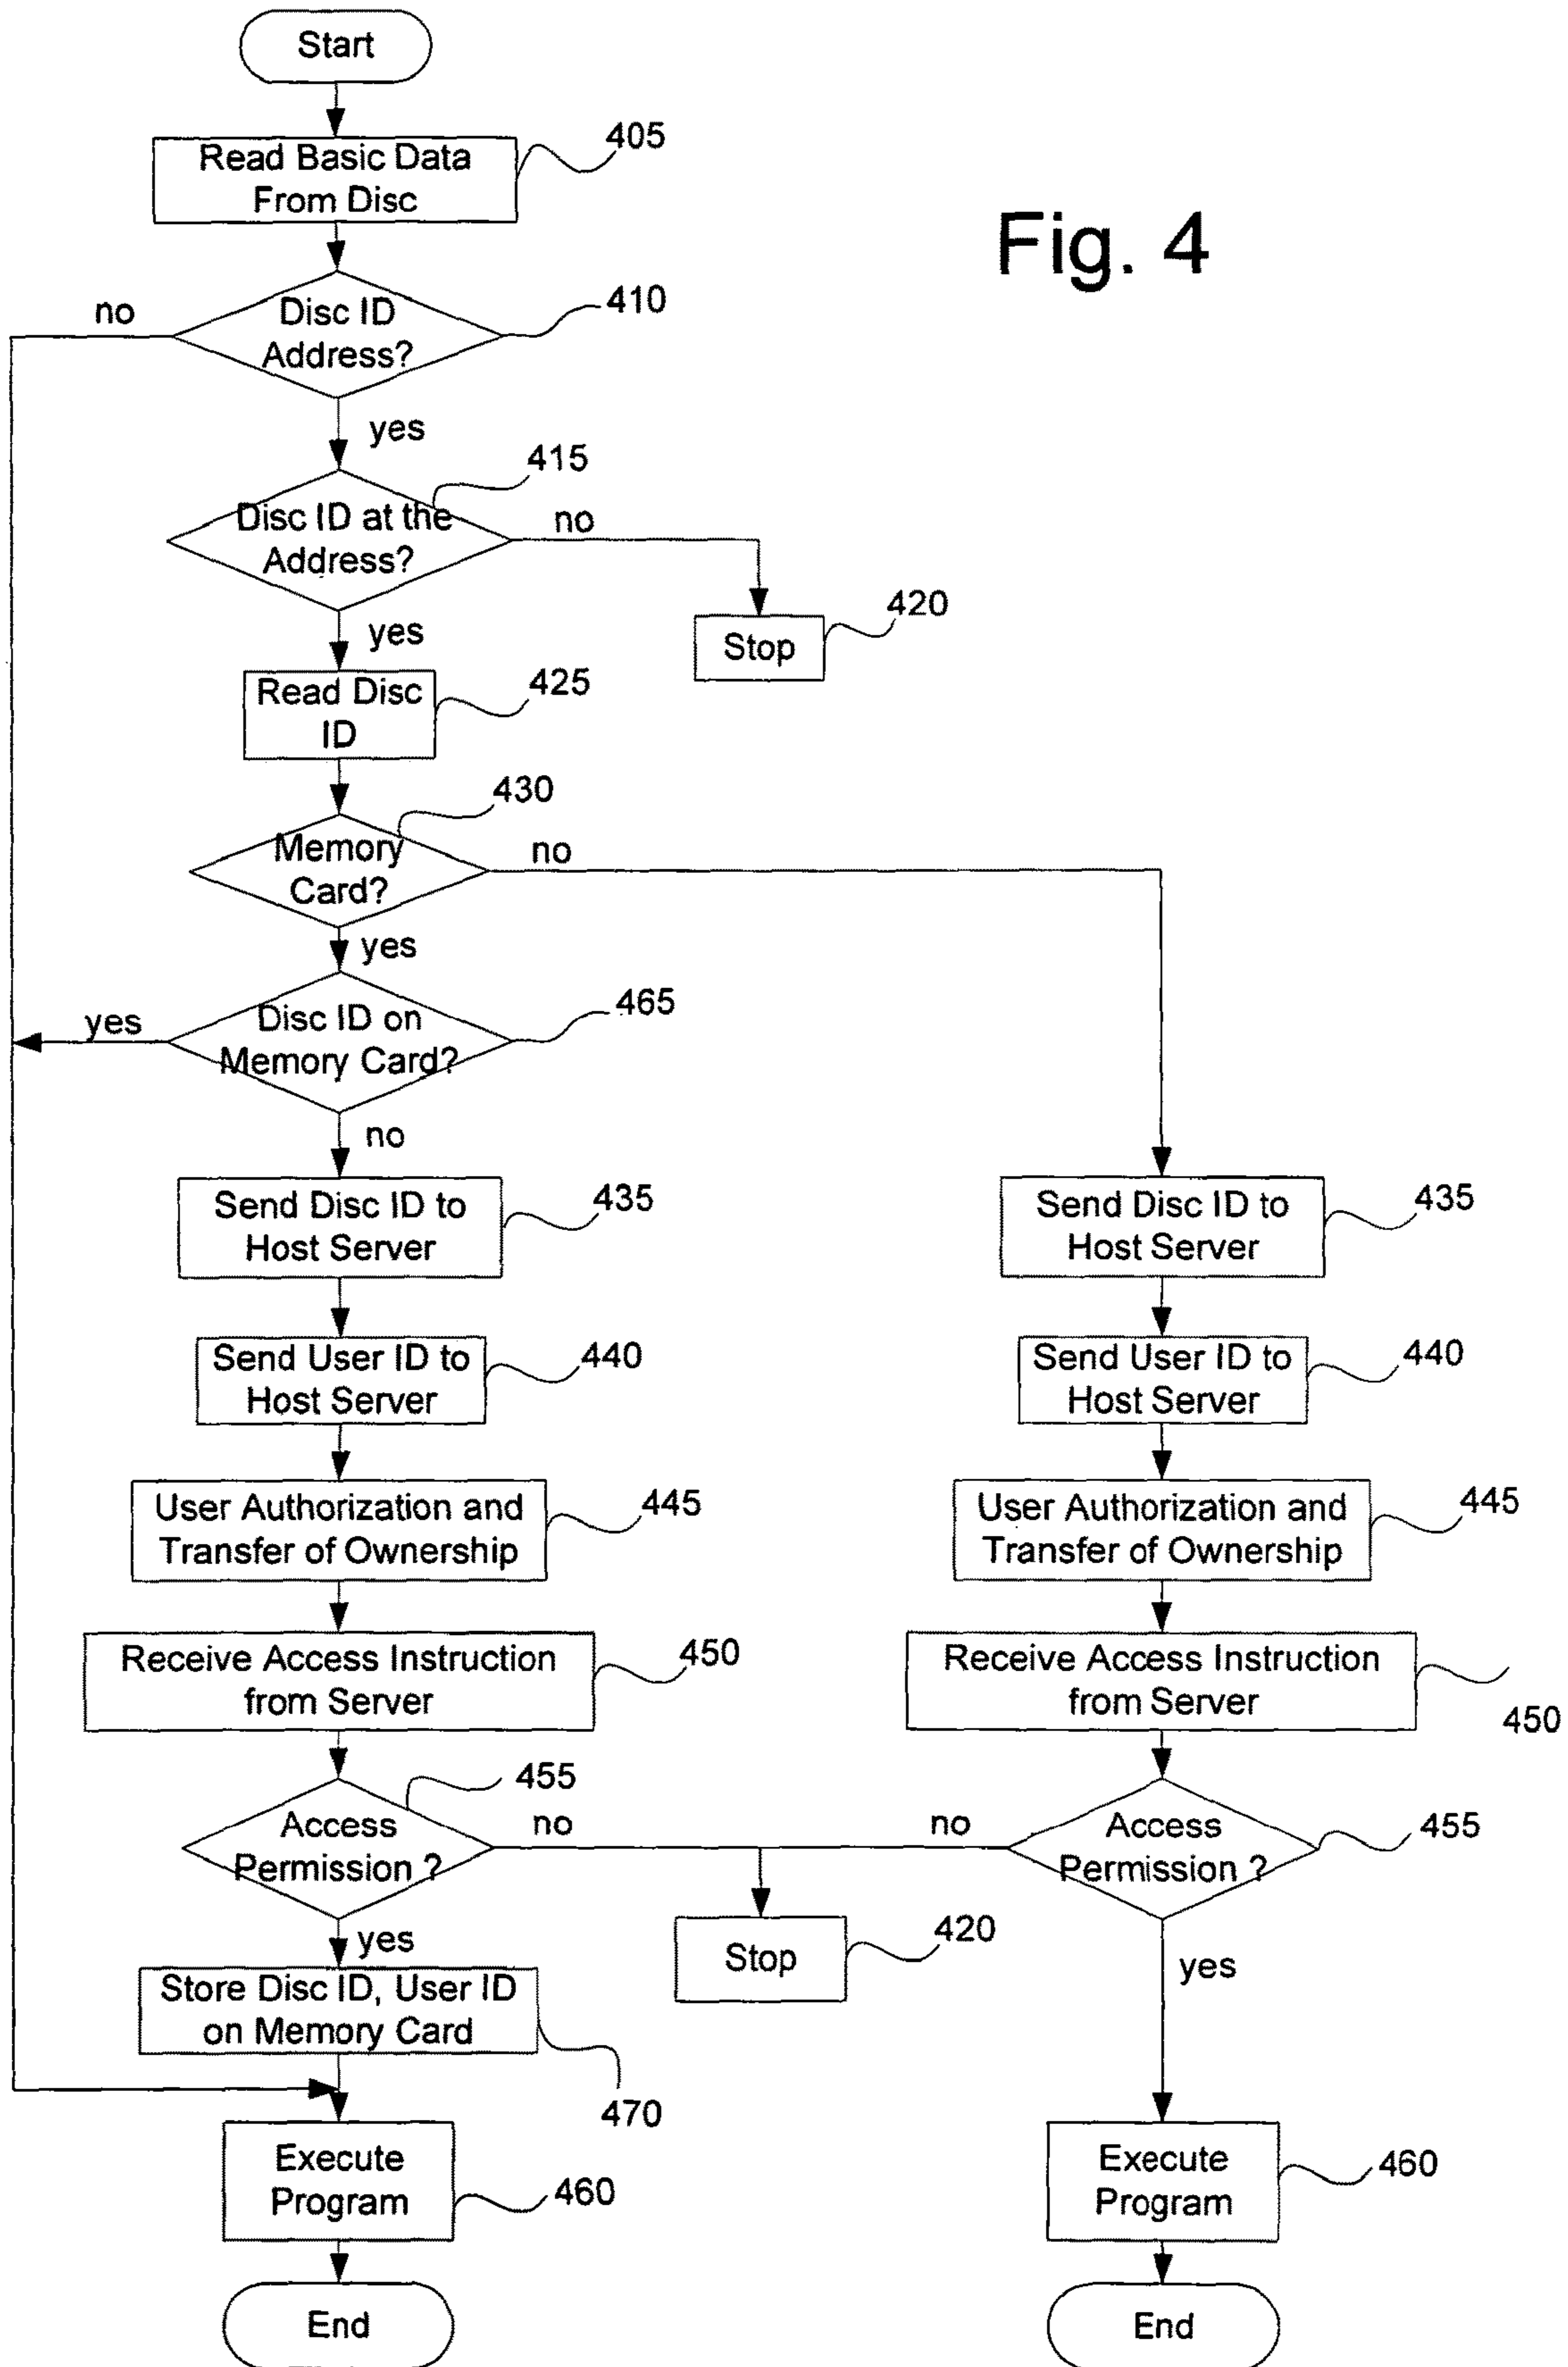 Start
Read Basic Data
From Disc
405
Fig. 4
no
Disc ID
Address?
410
yes
415
Disc ID at the
Address?
no
420
Stop
yes
Read Disc
ID
425
430
Memory
Card?
no
yes
Disc ID on
Memory Card?
465
yes
no
Send Disc ID to
Host Server
435
Send User ID to
Host Server
440
User Authorization and
Transfer of Ownership
445
Receive Access Instruction
from Server
450
455
Access
Permission ?
no
yes
Store Disc ID, User ID
on Memory Card
470
Execute
Program
460
End
Send Disc ID to
Host Server
435
Send User ID to
Host Server
440
User Authorization and
Transfer of Ownership
445
Receive Access Instruction
from Server
450
no
Access
Permission ?
455
Stop
420
yes
Execute
Program
460
End